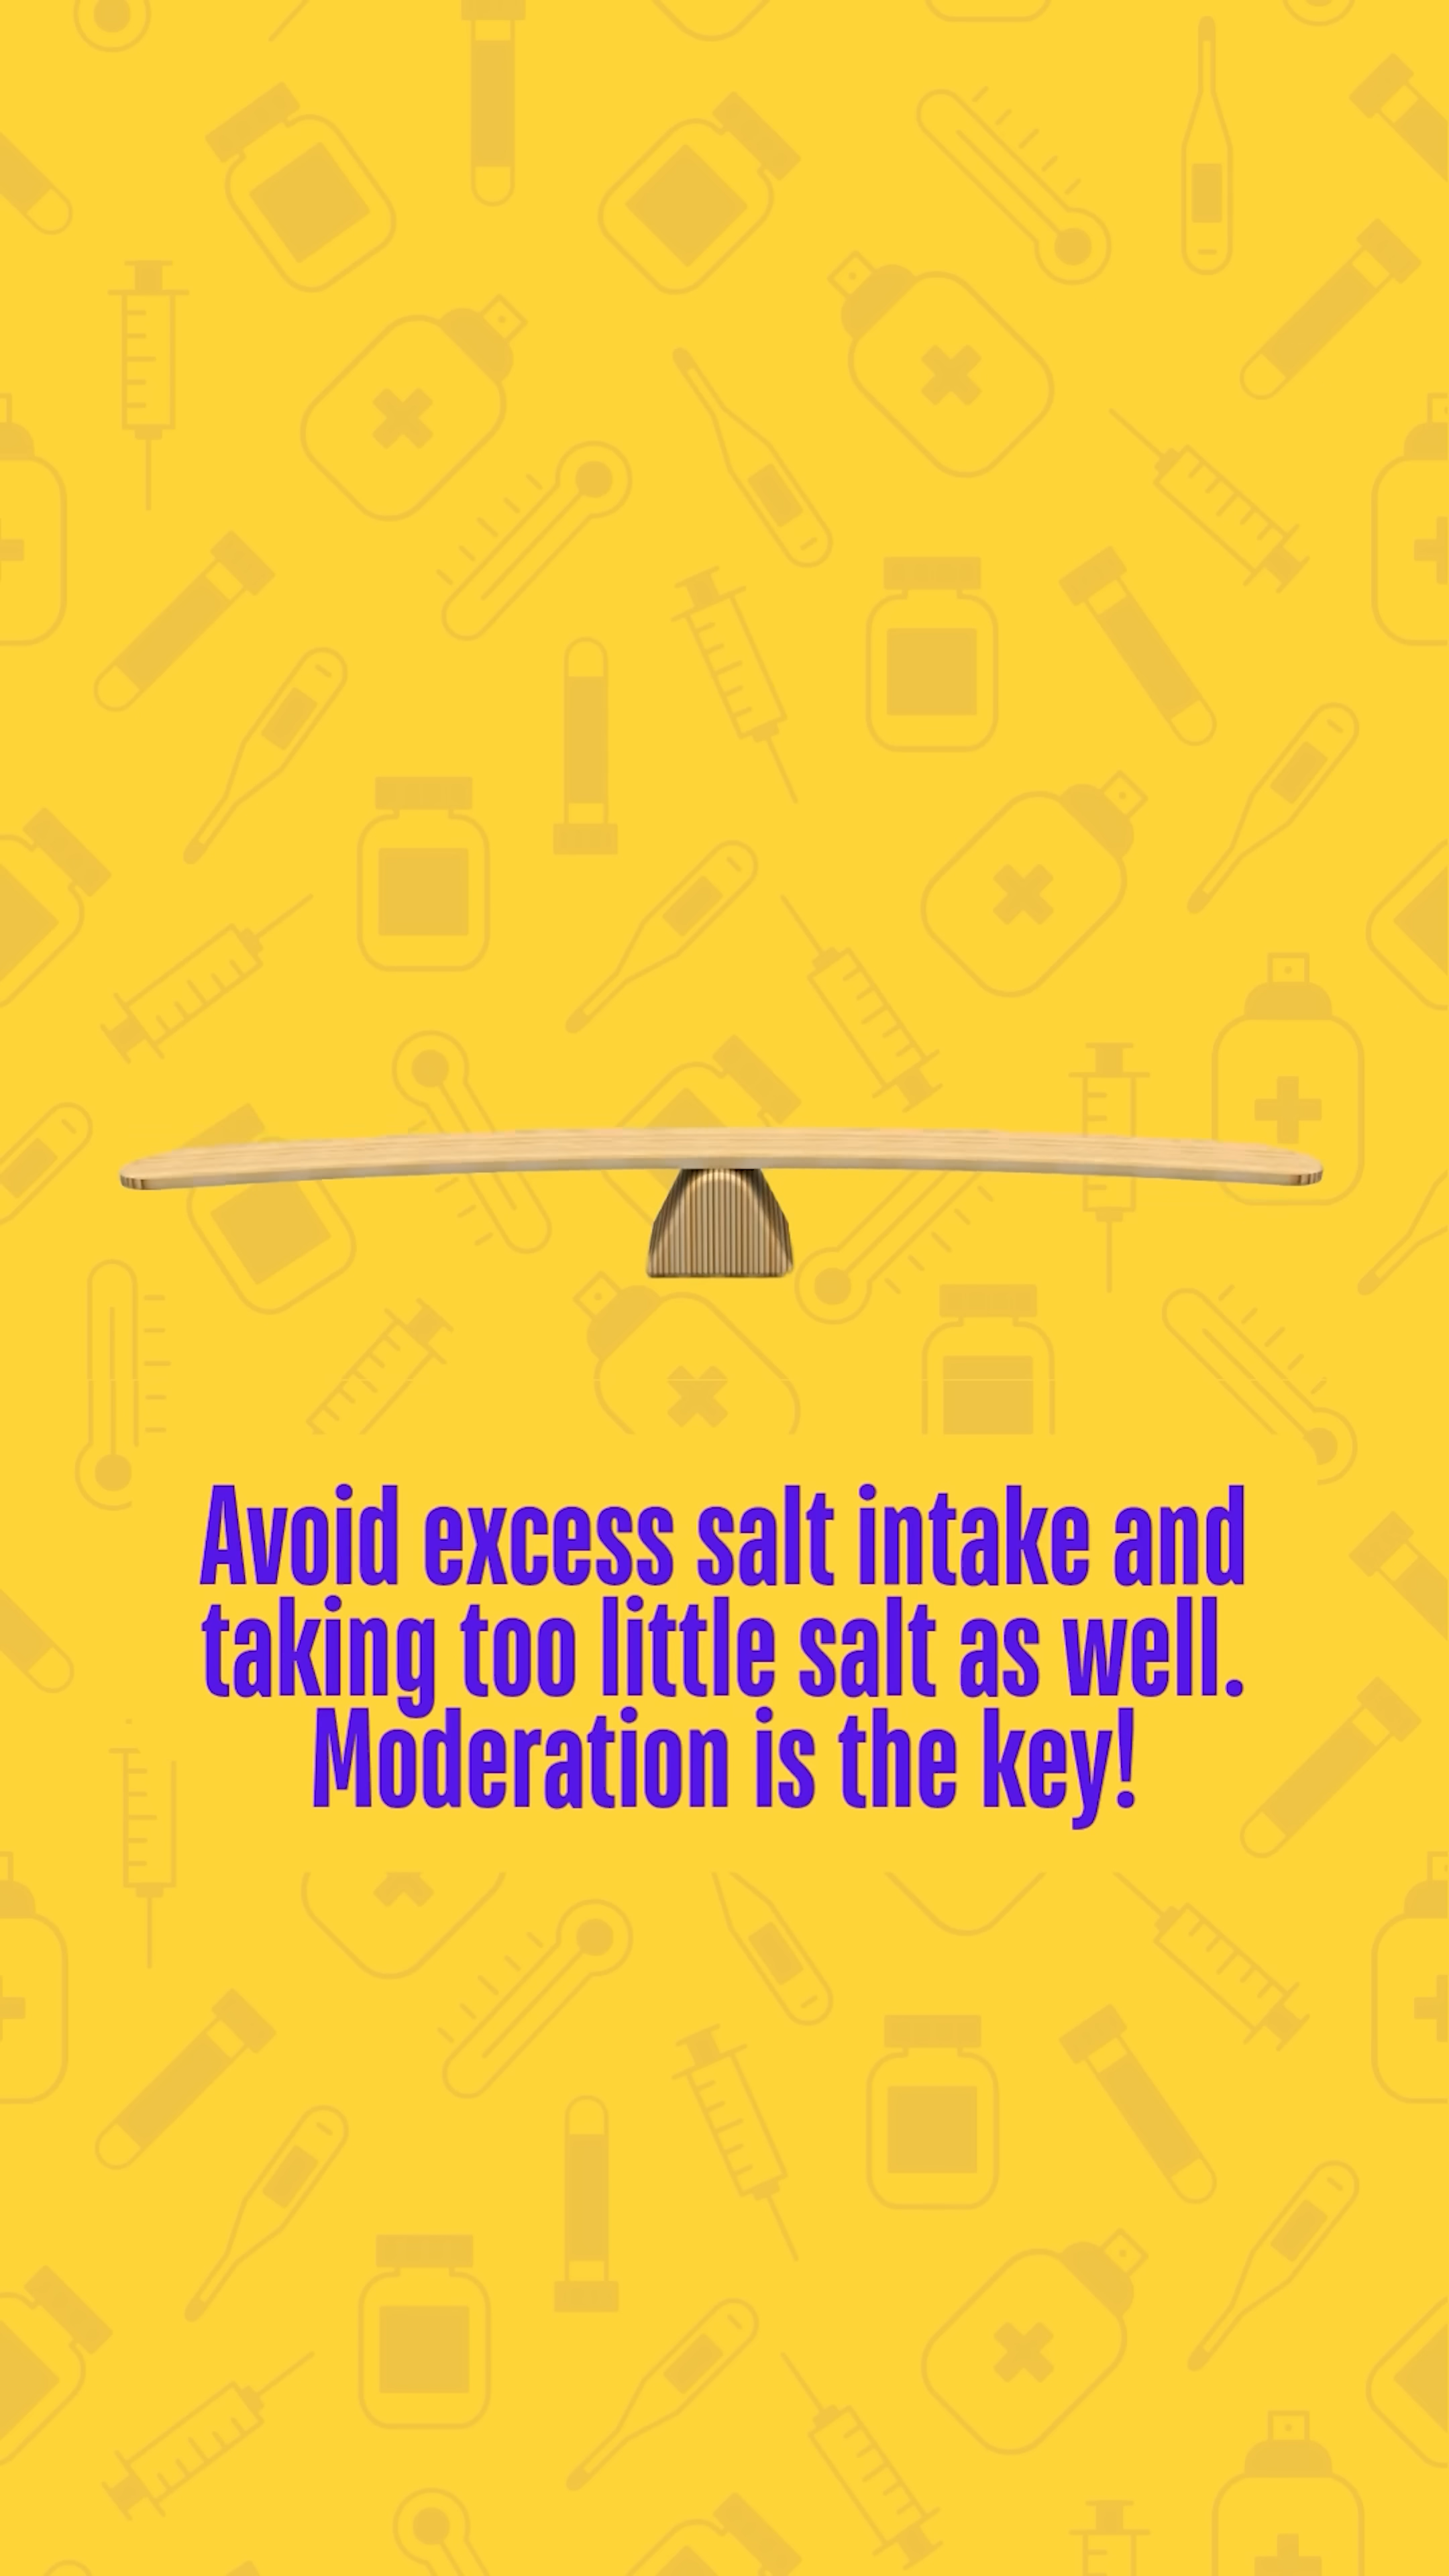 Avoid excess salt intake and
taking too little salt as well.
Moderation is the key!